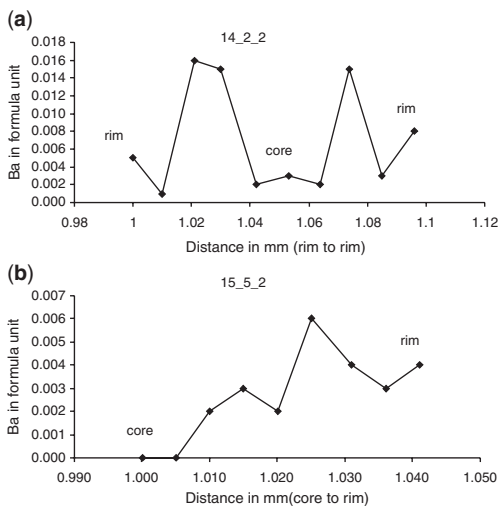 (a)
14_2_2
Ba in formula unit
0.018
0.016
0.014
0.012
0.010
0.008
0.006
0.004
0.002
0.000
rim
core
rim
0.98 1 1.02 1.04 1.06 1.08 1.1 1.12
Distance in mm (rim to rim)
(b)
15_5_2
Ba in formula unit
0.007
0.006
0.005
0.004
0.003
0.002
0.001
0.000
core
rim
0.990 1.000 1.010 1.020 1.030 1.040 1.050
Distance in mm(core to rim)